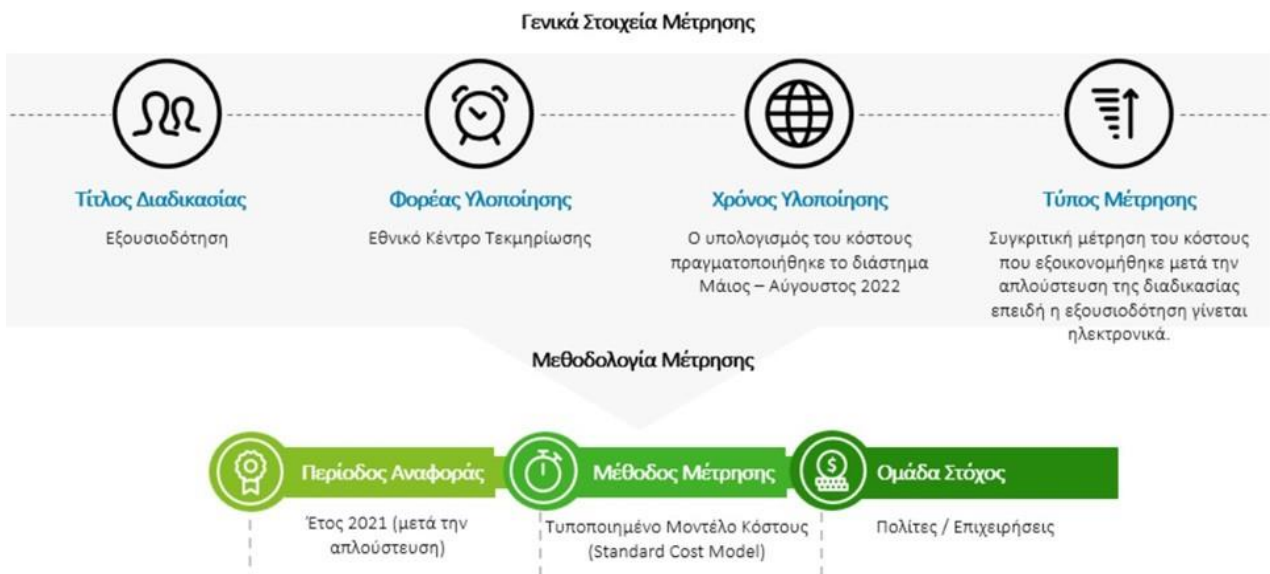 Γενικά Στοιχεία Μέτρησης
Τίτλος Διαδικασίας
Εξουσιοδότηση
Φορέας Υλοποίησης
Εθνικό Κέντρο Τεκμηρίωσης
Χρόνος Υλοποίησης
Ο υπολογισμός του κόστους
πραγματοποιήθηκε το διάστημα
Μάιος – Αύγουστος 2022
Τύπος Μέτρησης
Συγκριτική μέτρηση του κόστους
που εξοικονομήθηκε μετά την
απλούστευση της διαδικασίας
επειδή η εξουσιοδότηση γίνεται
ηλεκτρονικά.
Μεθοδολογία Μέτρησης
Περίοδος Αναφοράς
Έτος 2021 (μετά την
απλούστευση)
Μέθοδος Μέτρησης
Τυποποιημένο Μοντέλο Κόστους
(Standard Cost Model)
Ομάδα Στόχος
Πολίτες / Επιχειρήσεις